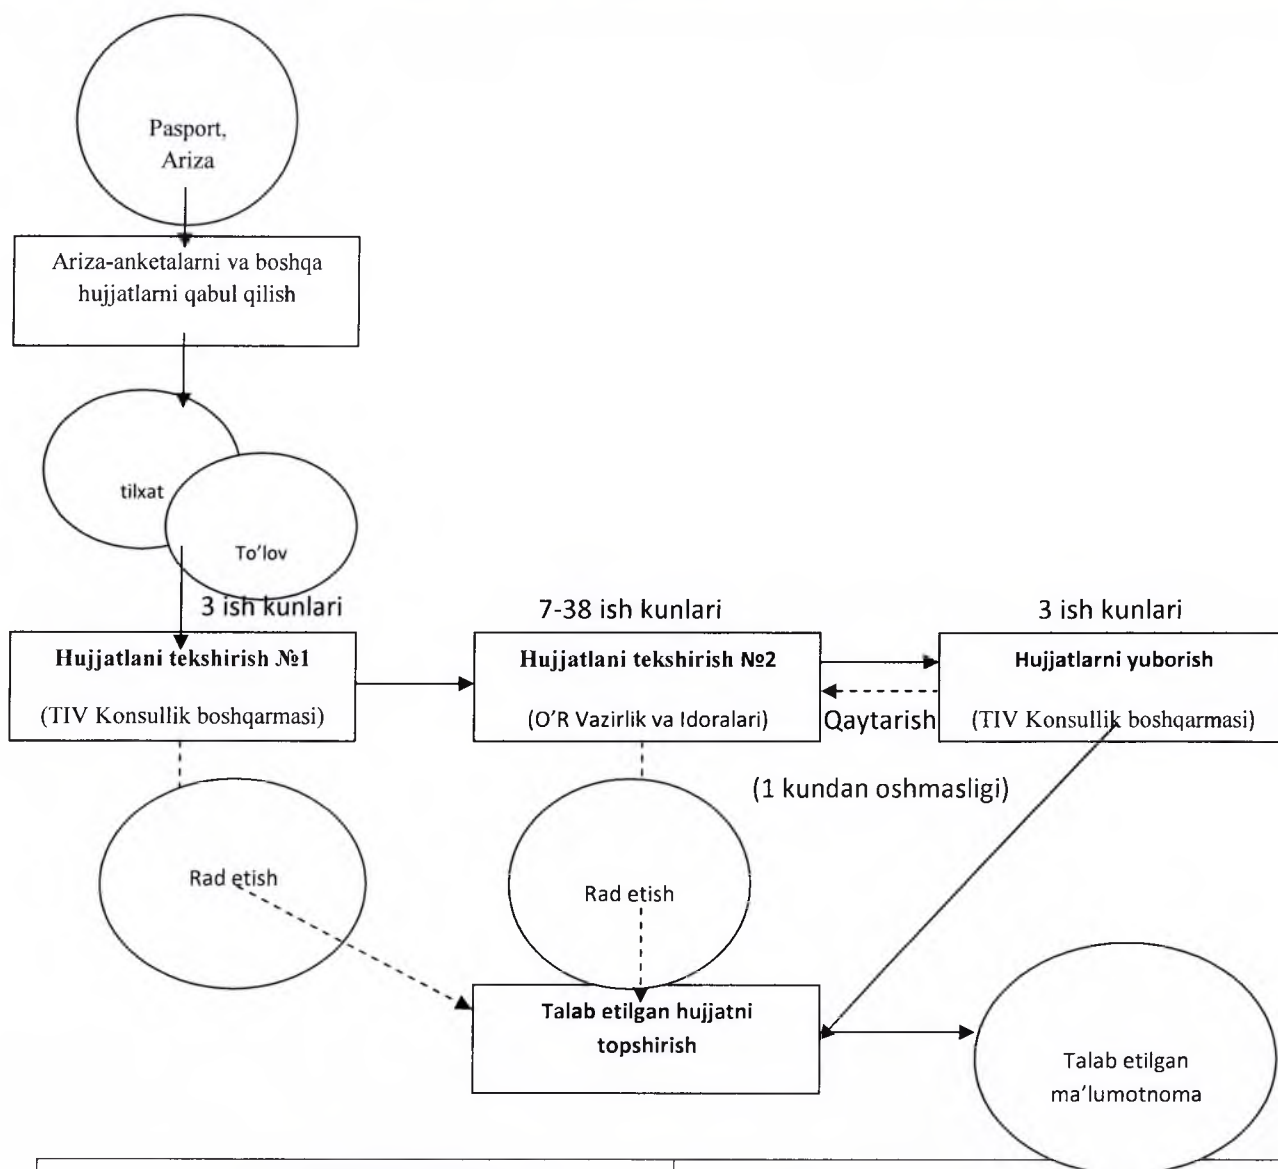 Pasport,
Ariza
Ariza-anketalarni va boshqa
hujjatlarni qabul qilish
tilxat
To'lov
3 ish kunlari
7-38 ish kunlari
3 ish kunlari
Hujjatlani tekshirish №1
(TIV Konsullik boshqarmasi)
Hujjatlani tekshirish №2
(O'R Vazirlik va Idoralari)
Qaytarish
Hujjatlarni yuborish
(TIV Konsullik boshqarmasi)
(1 kundan oshmasligi)
Rad etish
Rad etish
Talab etilgan hujjatni
topshirish
Talab etilgan
ma'lumotnoma